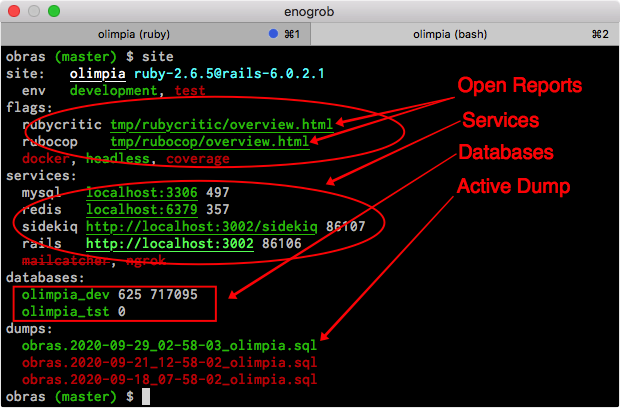 enogrob
olimpia (ruby) ⌘1 olimpia (bash) ⌘2
obras (master) $ site
site: olimpia ruby-2.6.5@rails-6.0.2.1
env development, test
flags:
rubycritic tmp/rubycritic/overview.html
rubocop tmp/rubocop/overview.html
docker, headless, coverage
services:
mysql localhost:3306 497
redis localhost:6379 357
sidekiq http://localhost:3002/sidekiq 86107
rails http://localhost:3002 86106
mailcatcher, ngrok
databases:
olimpia_dev 625 717095
olimpia_tst 0
dumps:
obras.2020-09-29_02-58-03_olimpia.sql
obras.2020-09-21_12-58-02_olimpia.sql
obras.2020-09-18_07-58-02_olimpia.sql
obras (master) $
Open Reports
Services
Databases
Active Dump